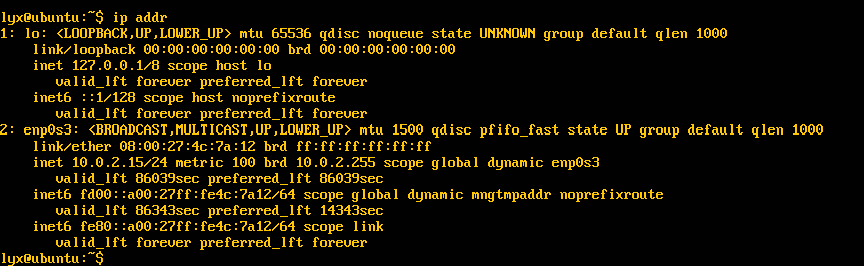 lyx@ubuntu:~$ ip addr
1: lo: <LOOPBACK,UP,LOWER_UP> mtu 65536 qdisc noqueue state UNKNOWN group default qlen 1000
    link/loopback 00:00:00:00:00:00 brd 00:00:00:00:00:00
    inet 127.0.0.1/8 scope host lo
       valid_lft forever preferred_lft forever
    inet6 ::1/128 scope host noprefixroute
       valid_lft forever preferred_lft forever
2: enp0s3: <BROADCAST,MULTICAST,UP,LOWER_UP> mtu 1500 qdisc pfifo_fast state UP group default qlen 1000
    link/ether 08:00:27:4c:7a:12 brd ff:ff:ff:ff:ff:ff
    inet 10.0.2.15/24 metric 100 brd 10.0.2.255 scope global dynamic enp0s3
       valid_lft 86039sec preferred_lft 86039sec
    inet6 fd00::a00:27ff:fe4c:7a12/64 scope global dynamic mngtmpaddr noprefixroute
       valid_lft 86343sec preferred_lft 14343sec
    inet6 fe80::a00:27ff:fe4c:7a12/64 scope link
       valid_lft forever preferred_lft forever
lyx@ubuntu:~$